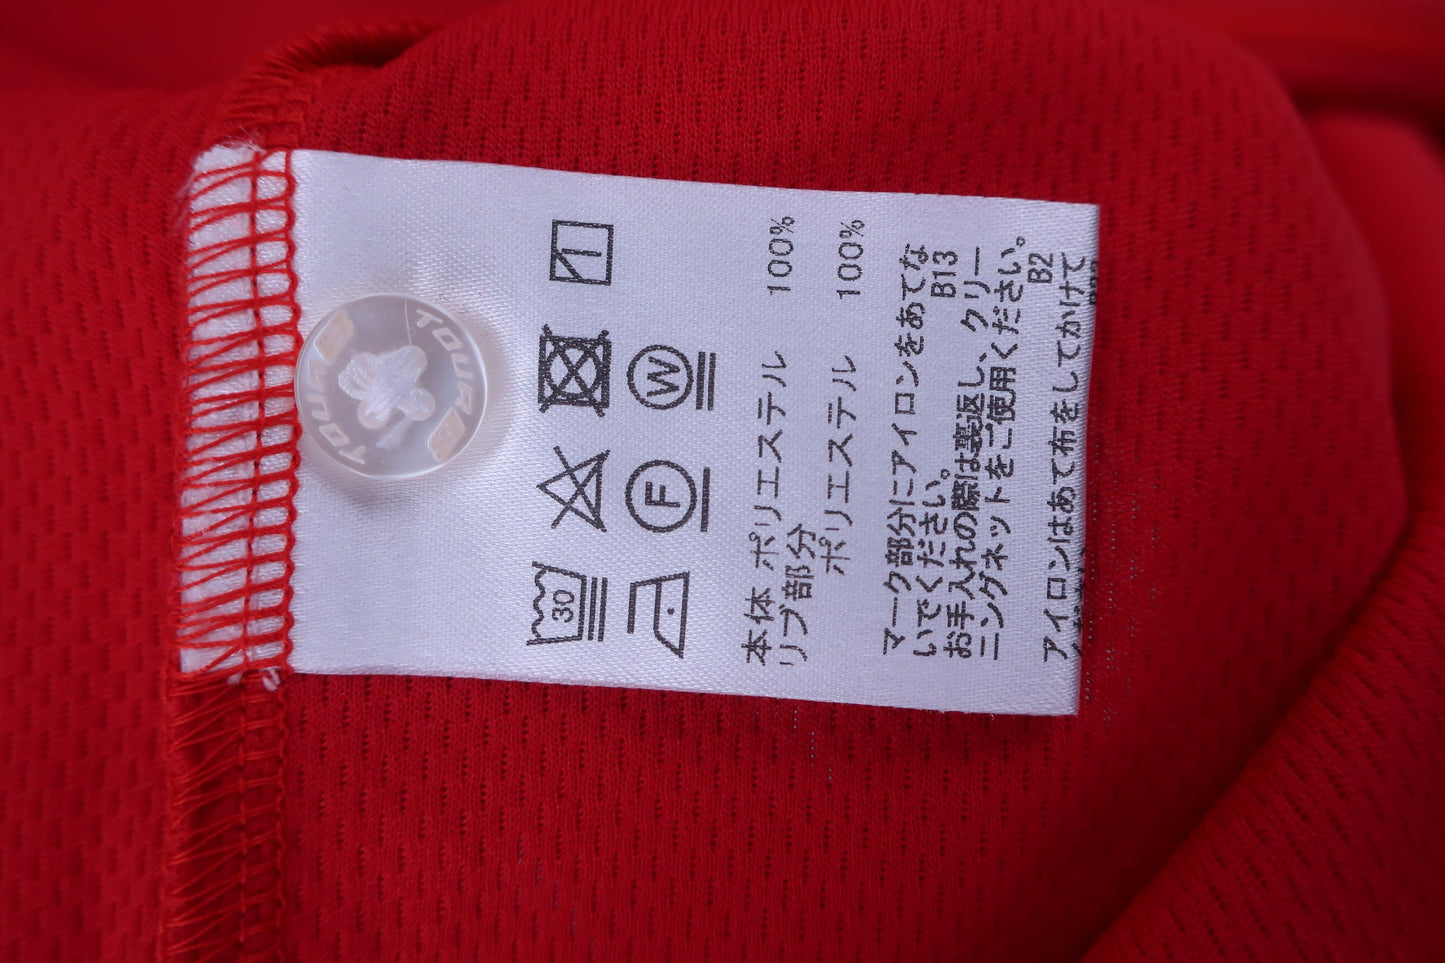 30
F
W
本体 ポリエステル 100%
リブ部分
ポリエステル 100%
マーク部分にアイロンをあてな
いでください。 B13
お手入れの際は裏返し、クリー
ニングネットをご使用ください。
B2
アイロンはあて布をしてかけて
TOUR B
TOUR B